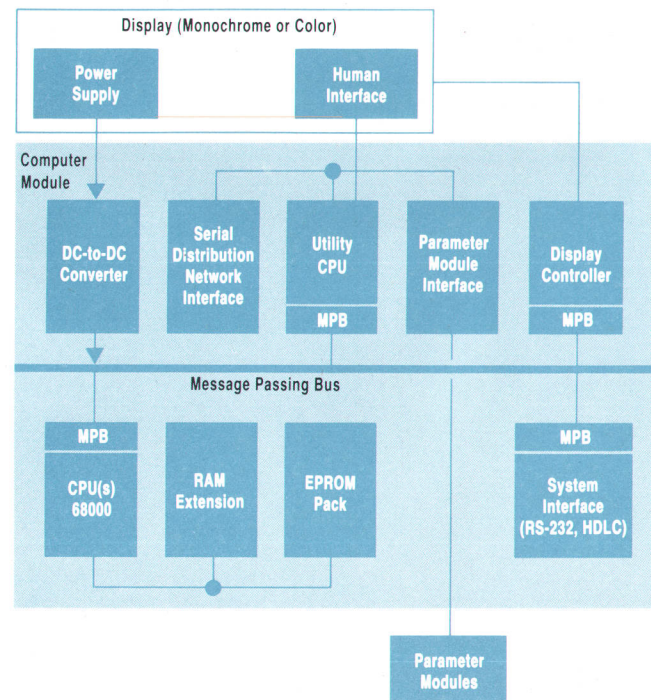 Display (Monochrome or Color)
Power
Supply
Human
Interface
Computer
Module
DC-to-DC
Converter
Serial
Distribution
Network
Interface
Utility
CPU
MPB
Parameter
Module
Interface
Display
Controller
MPB
Message Passing Bus
MPB
CPU(s)
68000
RAM
Extension
EPROM
Pack
MPB
System
Interface
(RS-232, HDLC)
Parameter
Modules